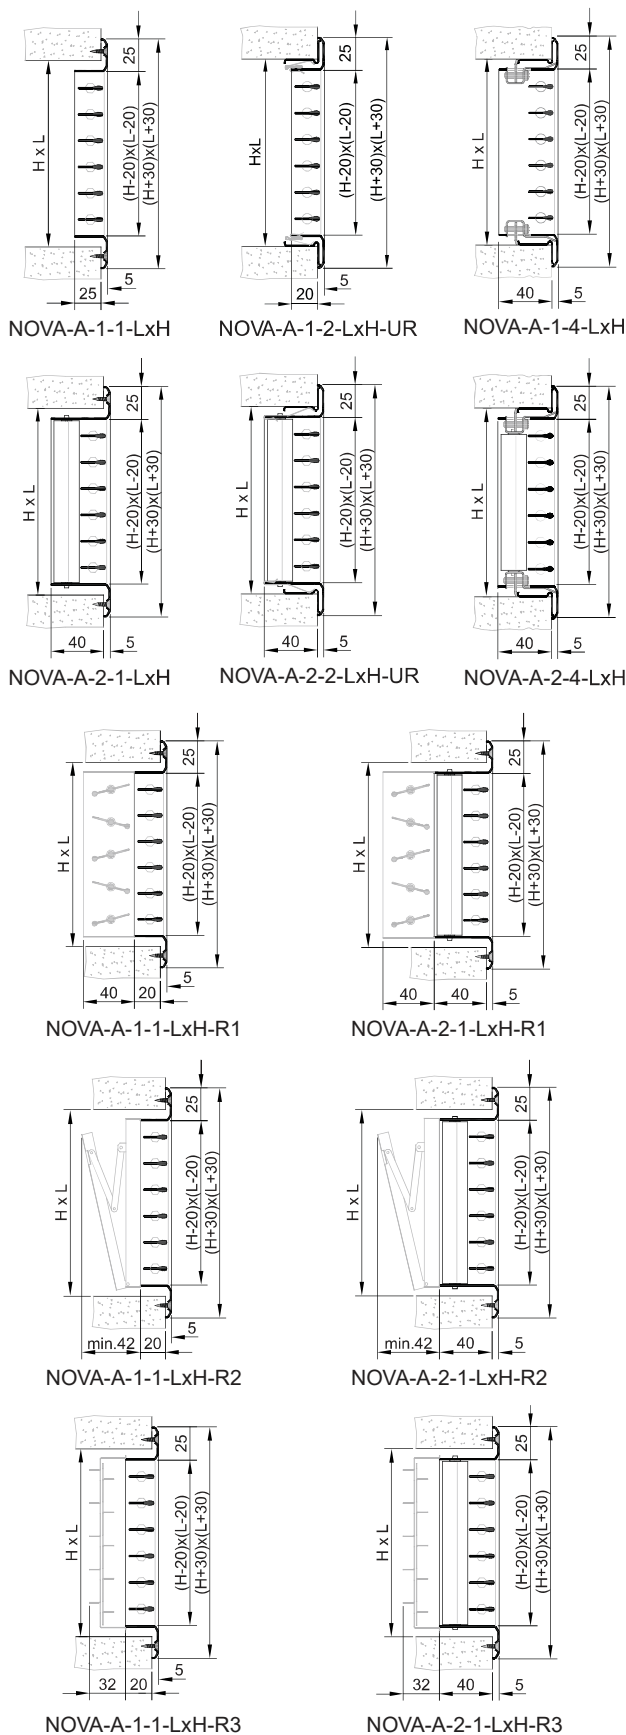 25
H x L
(H-20)x(L-20)
(H+30)x(L+30)
25
5
NOVA-A-1-1-LxH
25
HxL
(H-20)x(L-20)
(H+30)x(L+30)
20
5
NOVA-A-1-2-LxH-UR
25
H x L
(H-20)x(L-20)
(H+30)x(L+30)
40
5
NOVA-A-1-4-LxH
25
H x L
(H-20)x(L-20)
(H+30)x(L+30)
40
5
NOVA-A-2-1-LxH
25
H x L
(H-20)x(L-20)
(H+30)x(L+30)
40
5
NOVA-A-2-2-LxH-UR
25
H x L
(H-20)x(L-20)
(H+30)x(L+30)
40
5
NOVA-A-2-4-LxH
25
H x L
(H-20)x(L-20)
(H+30)x(L+30)
5
40
20
NOVA-A-1-1-LxH-R1
25
H x L
(H-20)x(L-20)
(H+30)x(L+30)
40
40
5
NOVA-A-2-1-LxH-R1
25
H x L
(H-20)x(L-20)
(H+30)x(L+30)
5
min.42
20
NOVA-A-1-1-LxH-R2
25
H x L
(H-20)x(L-20)
(H+30)x(L+30)
min.42
40
5
NOVA-A-2-1-LxH-R2
25
H x L
(H-20)x(L-20)
(H+30)x(L+30)
5
32
20
NOVA-A-1-1-LxH-R3
25
H x L
(H-20)x(L-20)
(H+30)x(L+30)
32
40
5
NOVA-A-2-1-LxH-R3